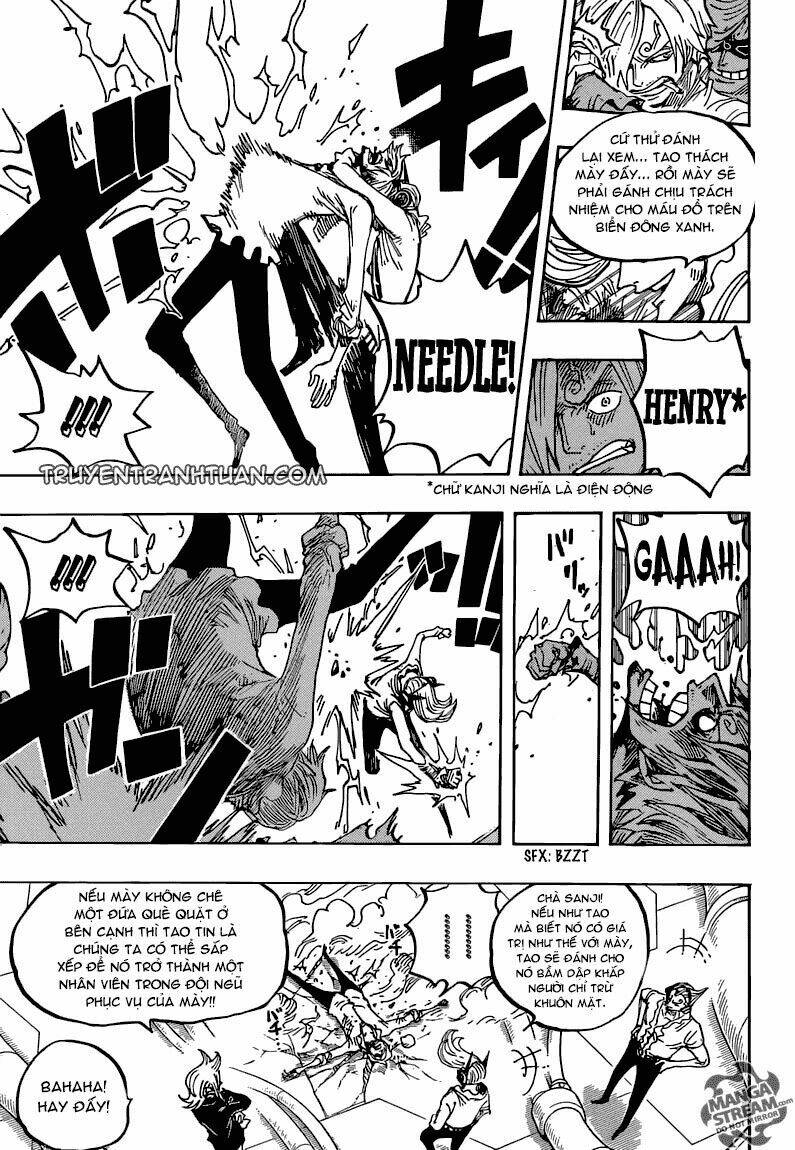 CỨ THỬ ĐÁNH
LẠI XEM... TAO THÁCH
MÀY ĐẤY... RỒI MÀY SẼ
PHẢI GÁNH CHỊU TRÁCH
NHIỆM CHO MÁU ĐỔ TRÊN
BIỂN ĐÔNG XANH.
HENRY*
NEEDLE!
!!!
TRUYENTRANHTUAN.COM
*CHỮ KANJI NGHĨA LÀ ĐIỆN ĐỘNG
GAAAH!
SFX: BZZT
!!!
CHÀ SANJI!
NẾU NHƯ TAO
MÀ BIẾT NÓ CÓ GIÁ
TRỊ NHƯ THẾ VỚI MÀY,
TAO SẼ ĐÁNH CHO
NÓ BẦM DẬP KHẮP
NGƯỜI CHỈ TRỪ
KHUÔN MẶT.
NẾU MÀY KHÔNG CHÊ
MỘT ĐỨA QUÈ QUẶT Ở
BÊN CẠNH THÌ TAO TIN LÀ
CHÚNG TA CÓ THỂ SẮP
XẾP ĐỂ NÓ TRỞ THÀNH MỘT
NHÂN VIÊN TRONG ĐỘI NGŨ
PHỤC VỤ CỦA MÀY!!
BAHAHA!
HAY ĐẤY!
MANGA
STREAM.COM
DO NOT MIRROR